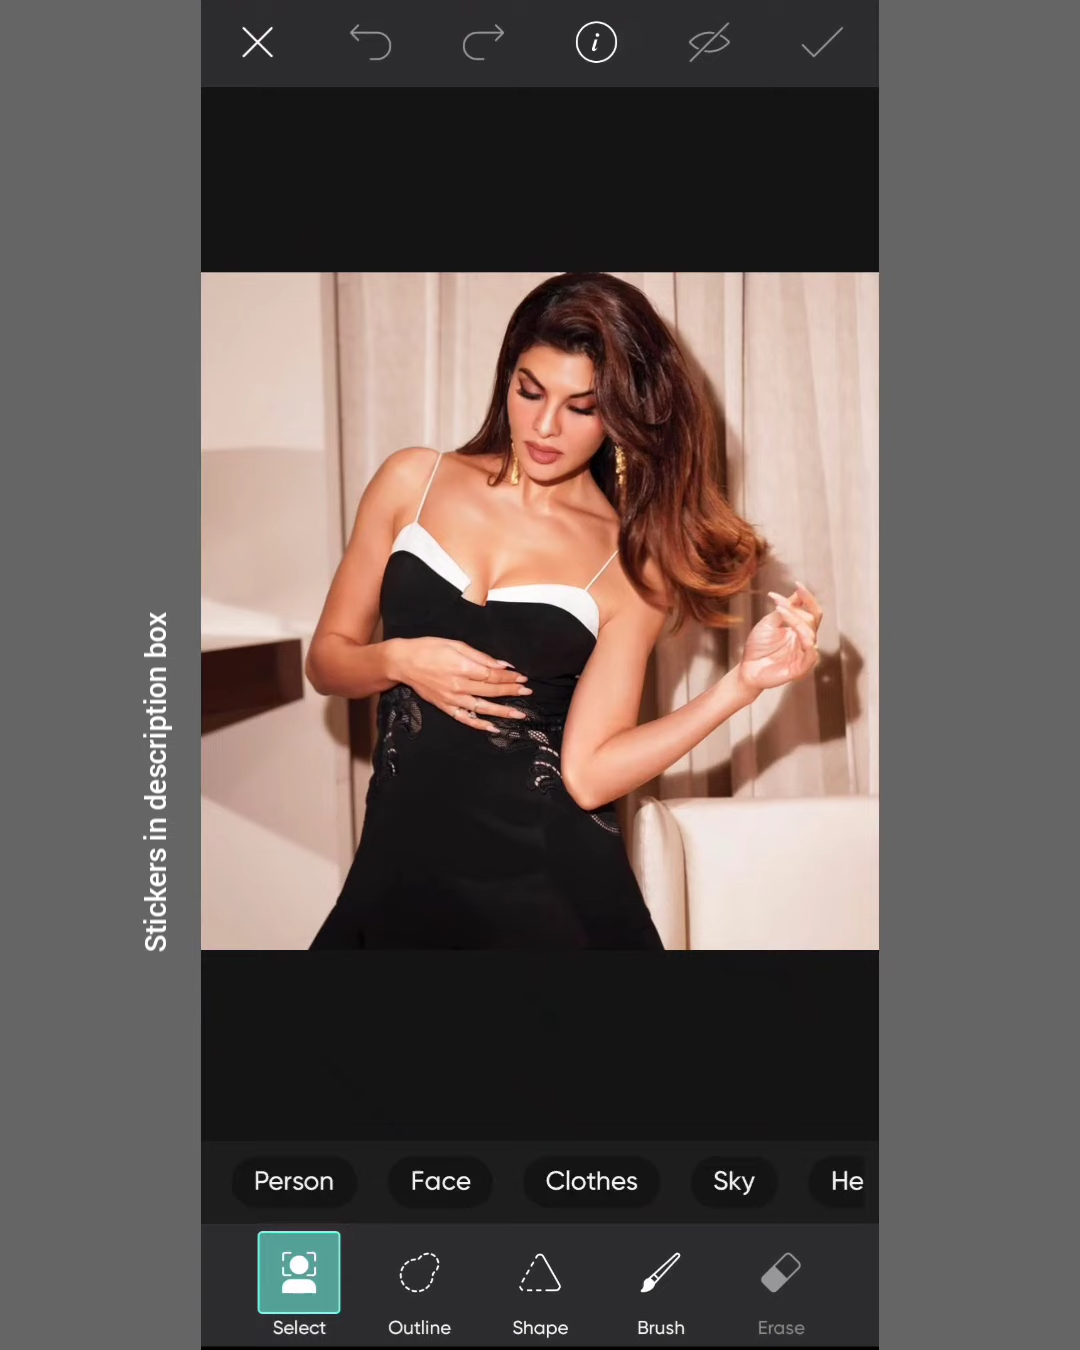 Stickers in description box
Person Face Clothes Sky He
Select Outline Shape Brush Erase